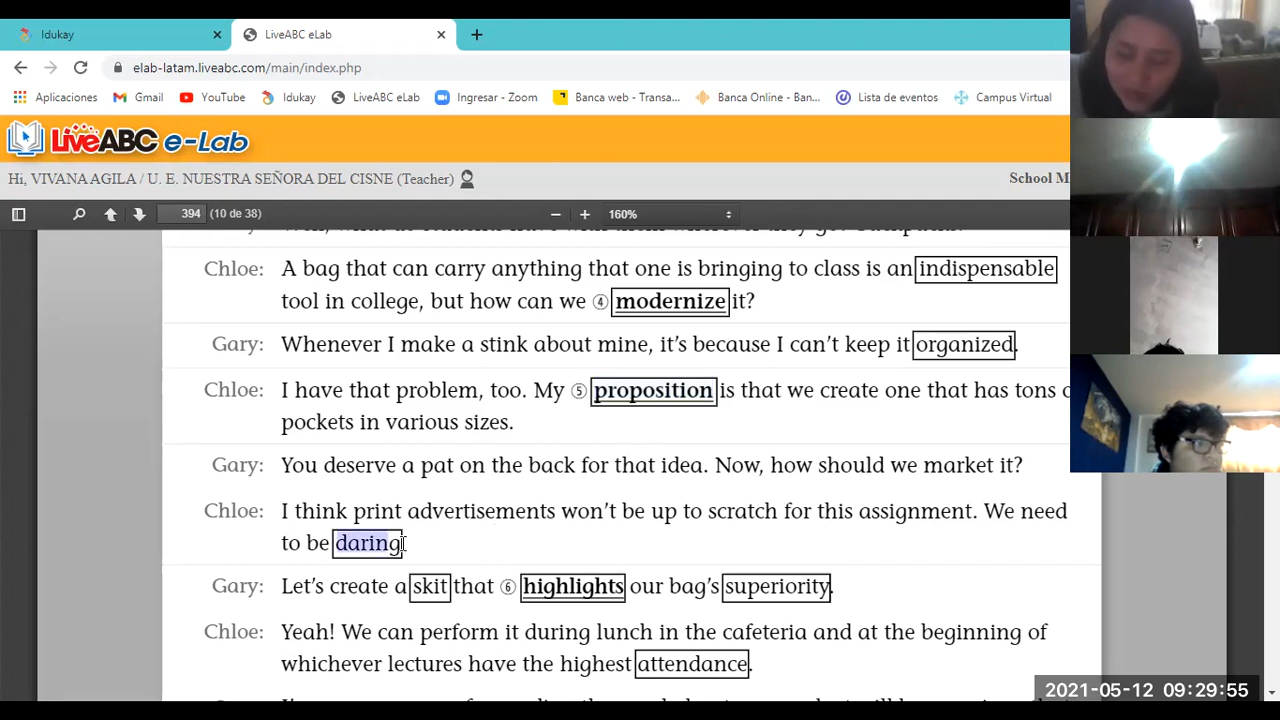 Idukay
LiveABC eLab
elab-latam.liveabc.com/main/index.php
Aplicaciones Gmail YouTube Idukay LiveABC eLab Ingresar - Zoom Banca web - Transa... Banca Online - Ban... Lista de eventos Campus Virtual
LiveABC e-Lab
Hi, VIVANA AGILA / U. E. NUESTRA SEÑORA DEL CISNE (Teacher) School M
394 (10 de 38) 160%
Chloe: A bag that can carry anything that one is bringing to class is an indispensable
tool in college, but how can we ④ modernize it?
Gary: Whenever I make a stink about mine, it's because I can't keep it organized.
Chloe: I have that problem, too. My ⑤ proposition is that we create one that has tons
pockets in various sizes.
Gary: You deserve a pat on the back for that idea. Now, how should we market it?
Chloe: I think print advertisements won't be up to scratch for this assignment. We need
to be daring
Gary: Let's create a skit that ⑥ highlights our bag's superiority.
Chloe: Yeah! We can perform it during lunch in the cafeteria and at the beginning of
whichever lectures have the highest attendance.
2021-05-12 09:29:55